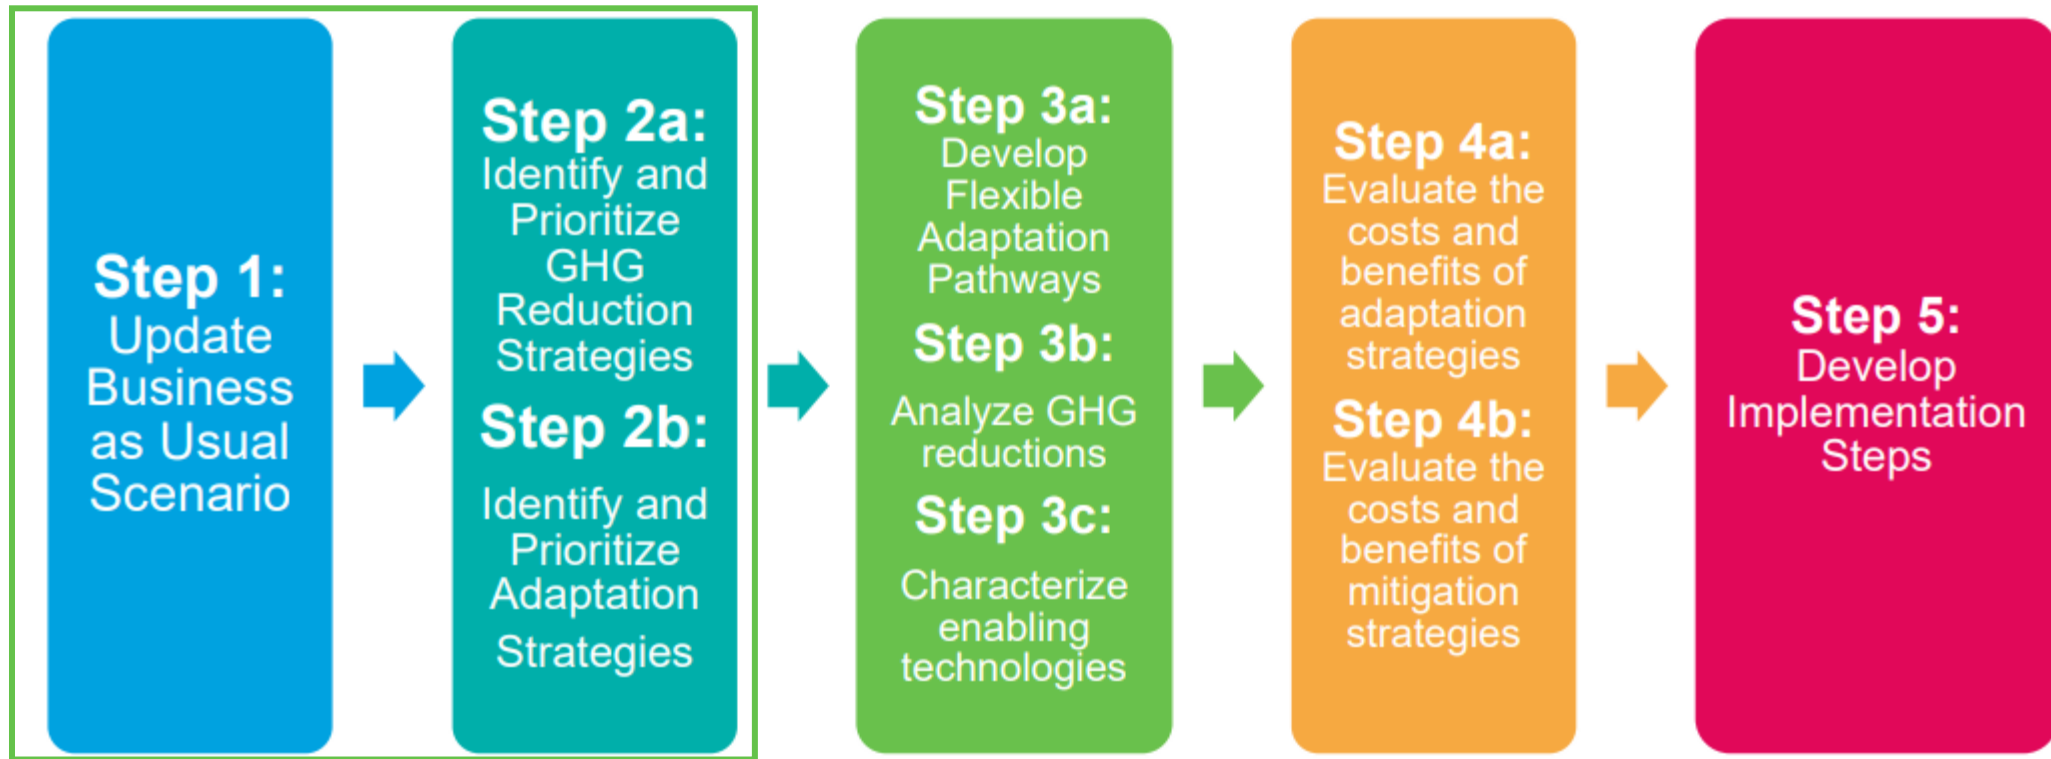 Step 1:
Update
Business
as Usual
Scenario
Step 2a:
Identify and
Prioritize
GHG
Reduction
Strategies
Step 2b:
Identify and
Prioritize
Adaptation
Strategies
Step 3a:
Develop
Flexible
Adaptation
Pathways
Step 3b:
Analyze GHG
reductions
Step 3c:
Characterize
enabling
technologies
Step 4a:
Evaluate the
costs and
benefits of
adaptation
strategies
Step 4b:
Evaluate the
costs and
benefits of
mitigation
strategies
Step 5:
Develop
Implementation
Steps